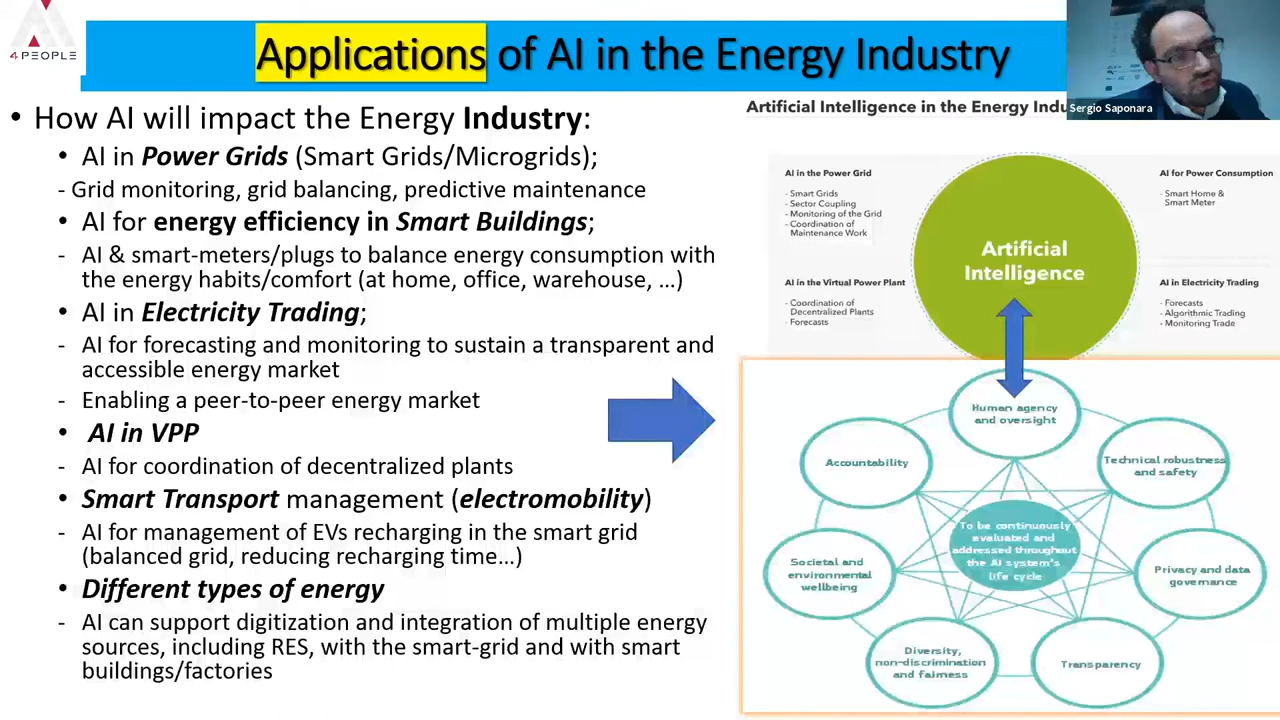 4PEOPLE
Applications of AI in the Energy Industry
Sergio Saponara
• How AI will impact the Energy Industry:
• AI in Power Grids (Smart Grids/Microgrids);
- Grid monitoring, grid balancing, predictive maintenance
• AI for energy efficiency in Smart Buildings;
- AI & smart-meters/plugs to balance energy consumption with
the energy habits/comfort (at home, office, warehouse, …)
• AI in Electricity Trading;
- AI for forecasting and monitoring to sustain a transparent and
accessible energy market
- Enabling a peer-to-peer energy market
• AI in VPP
- AI for coordination of decentralized plants
• Smart Transport management (electromobility)
- AI for management of EVs recharging in the smart grid
(balanced grid, reducing recharging time…)
• Different types of energy
- AI can support digitization and integration of multiple energy
sources, including RES, with the smart-grid and with smart
buildings/factories
Artificial Intelligence in the Energy
AI in the Power Grid
- Smart Grids
- Sector Coupling
- Monitoring of the Grid
- Coordination of
Maintenance Work
AI for Power Consumption
- Smart Home &
Smart Meter
Artificial
Intelligence
AI in the Virtual Power Plant
- Coordination of
Decentralized Plants
- Forecasts
AI in Electricity Trading
- Forecasts
- Algorithmic Trading
- Monitoring Trade
Human agency
and oversight
Accountability
Technical robustness
and safety
To be continuously
evaluated and
addressed throughout
the AI system's
life cycle
Societal and
environmental
wellbeing
Privacy and data
governance
Diversity,
non-discrimination
and fairness
Transparency